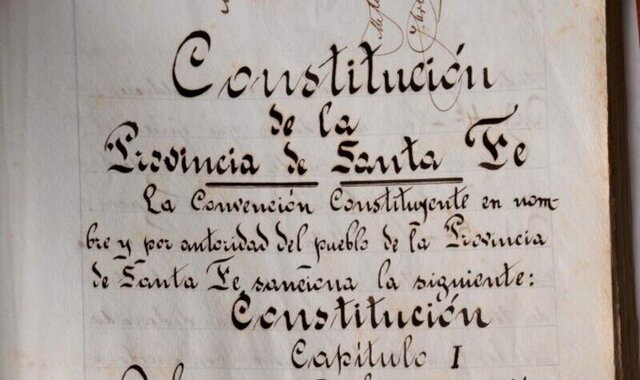 Constitución
de la
Provincia de Santa Fe
La Convención Constituyente en nom-
bre y por autoridad del pueblo de la Provincia
de Santa Fe sanciona la siguiente:
Constitución
Capítulo I